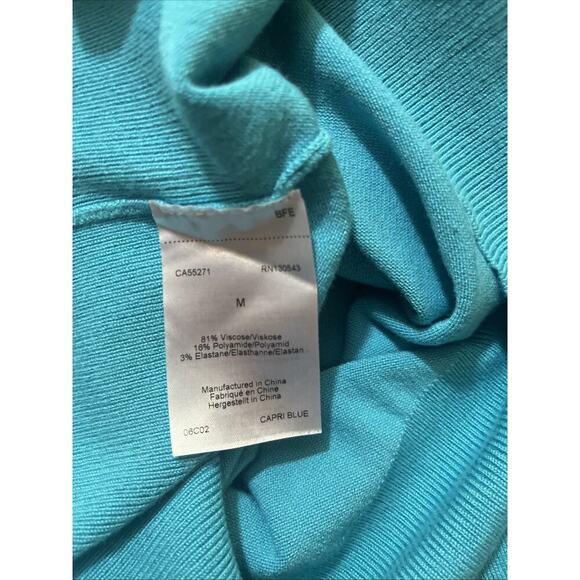 BFE
CA55271 RN130543
M
81% Viscose/Viskose
16% Polyamide/Polyamid
3% Elastane/Elasthanne/Elastan
Manufactured in China
Fabriqué en Chine
Hergestellt in China
06C02 CAPRI BLUE